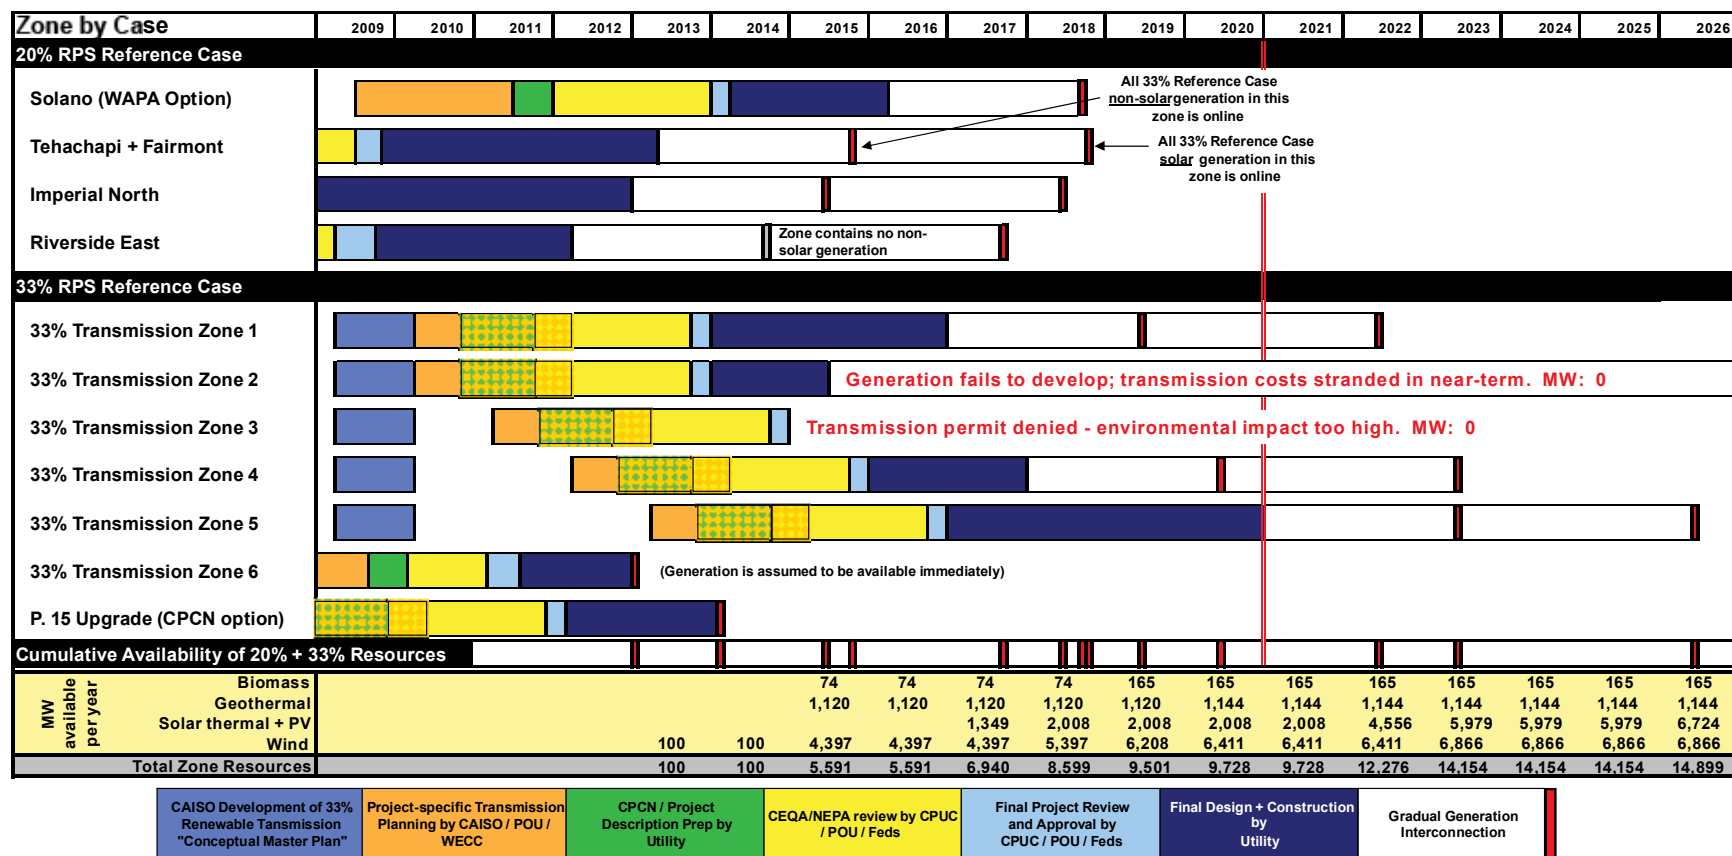 Zone by Case 2009 2010 2011 2012 2013 2014 2015 2016 2017 2018 2019 2020 2021 2022 2023 2024 2025 2026
20% RPS Reference Case
Solano (WAPA Option)
All 33% Reference Case
non-solargeneration in this
zone is online
Tehachapi + Fairmont
All 33% Reference Case
solar generation in this
zone is online
Imperial North
Riverside East
Zone contains no non-
solar generation
33% RPS Reference Case
33% Transmission Zone 1
33% Transmission Zone 2
Generation fails to develop; transmission costs stranded in near-term. MW: 0
33% Transmission Zone 3
Transmission permit denied - environmental impact too high. MW: 0
33% Transmission Zone 4
33% Transmission Zone 5
33% Transmission Zone 6
(Generation is assumed to be available immediately)
P. 15 Upgrade (CPCN option)
Cumulative Availability of 20% + 33% Resources
MW
available
per year
Biomass 74 74 74 74 165 165 165 165 165 165 165 165
Geothermal 1,120 1,120 1,120 1,120 1,120 1,144 1,144 1,144 1,144 1,144 1,144 1,144
Solar thermal + PV 1,349 2,008 2,008 2,008 2,008 4,556 5,979 5,979 5,979 6,724
Wind 100 100 4,397 4,397 4,397 5,397 6,208 6,411 6,411 6,411 6,866 6,866 6,866 6,866
Total Zone Resources 100 100 5,591 5,591 6,940 8,599 9,501 9,728 9,728 12,276 14,154 14,154 14,154 14,899
CAISO Development of 33%
Renewable Tansmission
"Conceptual Master Plan"
Project-specific Transmission
Planning by CAISO / POU /
WECC
CPCN / Project
Description Prep by
Utility
CEQA/NEPA review by CPUC
/ POU / Feds
Final Project Review
and Approval by
CPUC / POU / Feds
Final Design + Construction
by
Utility
Gradual Generation
Interconnection